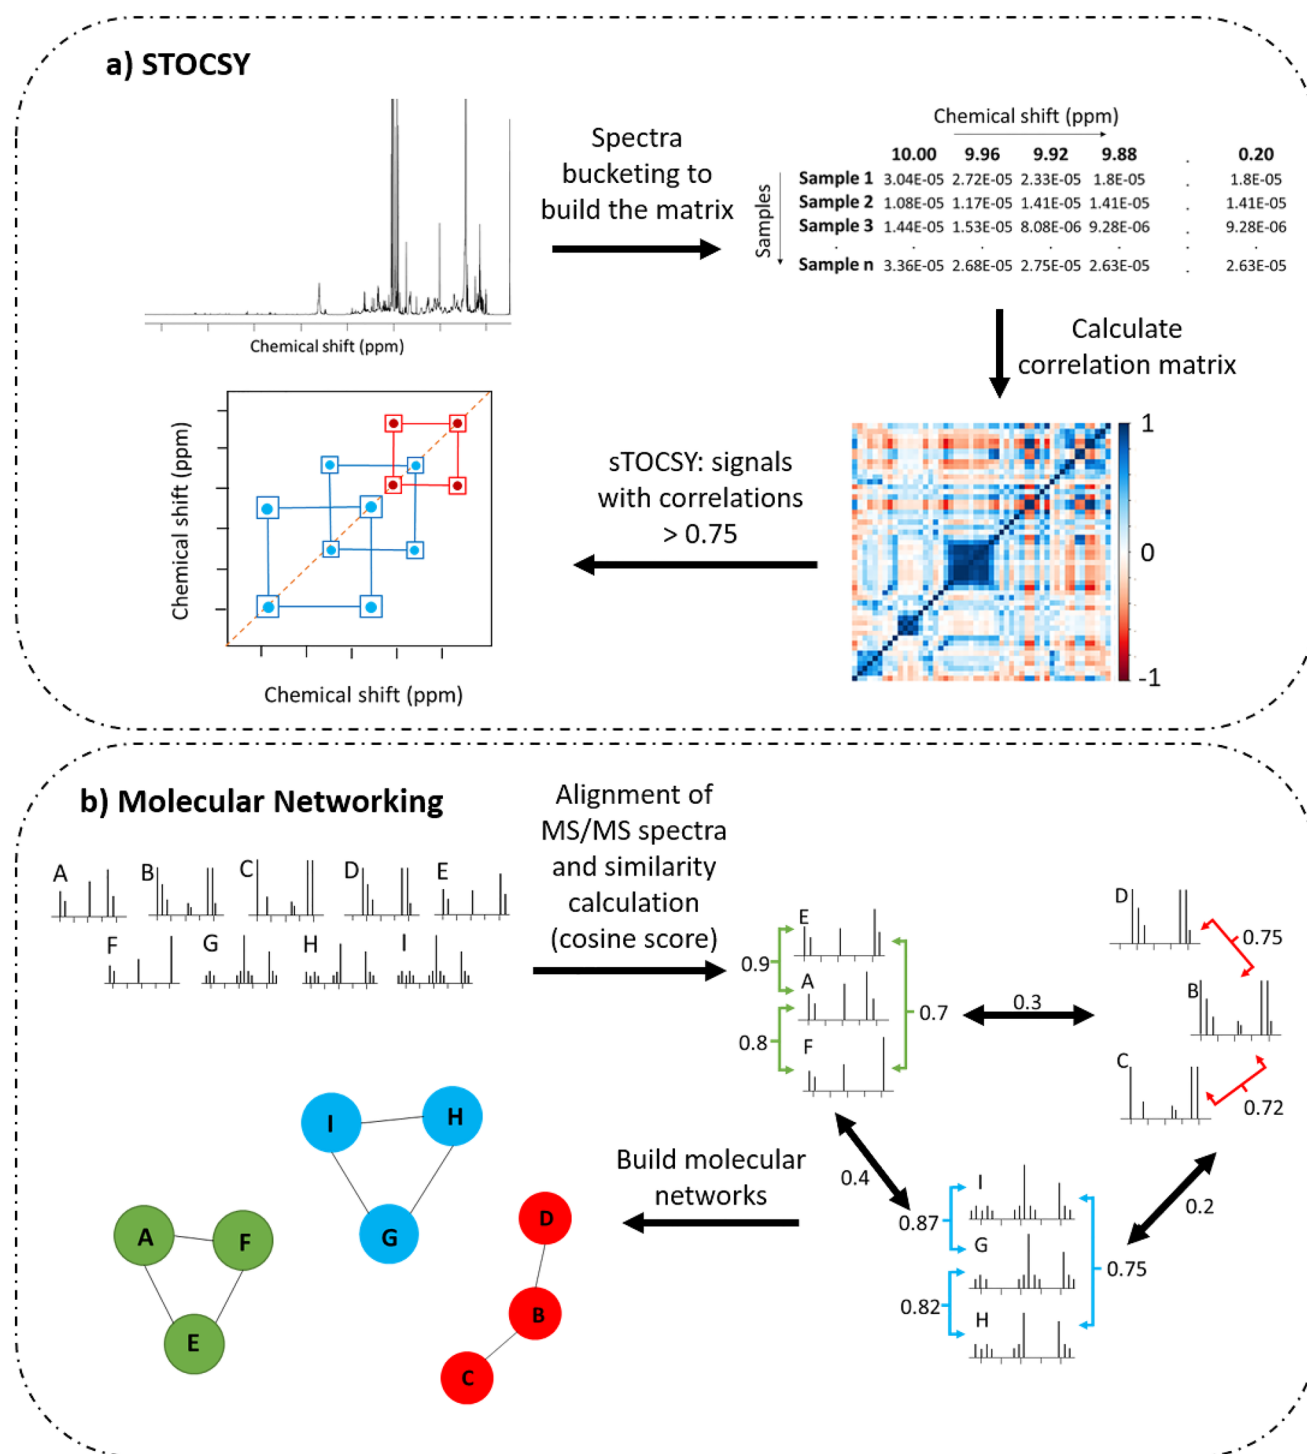 a) STOCSY
Spectra
bucketing to
build the matrix
Chemical shift (ppm)
Chemical shift (ppm)
10.00 9.96 9.92 9.88 . 0.20
Samples
Sample 1 3.04E-05 2.72E-05 2.33E-05 1.8E-05 . 1.8E-05
Sample 2 1.08E-05 1.17E-05 1.41E-05 1.41E-05 . 1.41E-05
Sample 3 1.44E-05 1.53E-05 8.08E-06 9.28E-06 . 9.28E-06
. . . . . .
Sample n 3.36E-05 2.68E-05 2.75E-05 2.63E-05 . 2.63E-05
Calculate
correlation matrix
1
0
-1
sTOCSY: signals
with correlations
> 0.75
Chemical shift (ppm)
Chemical shift (ppm)
b) Molecular Networking
A B C D E
F G H I
Alignment of
MS/MS spectra
and similarity
calculation
(cosine score)
E
0.9
A
0.7
0.8
F
0.3
D
0.75
B
C
0.72
0.4
0.2
I
0.87
G
0.75
0.82
H
Build molecular
networks
I H
G
A F
E
D
B
C